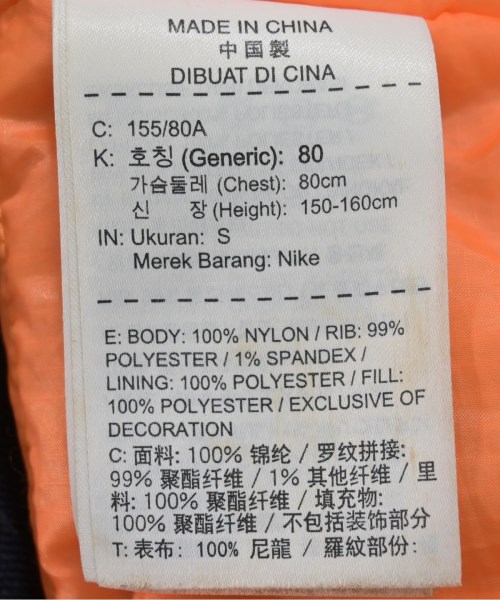 MADE IN CHINA
中国製
DIBUAT DI CINA
C: 155/80A
K: 호칭 (Generic): 80
가슴둘레 (Chest): 80cm
신 장 (Height): 150-160cm
IN: Ukuran: S
Merek Barang: Nike
E: BODY: 100% NYLON / RIB: 99%
POLYESTER / 1% SPANDEX /
LINING: 100% POLYESTER / FILL:
100% POLYESTER / EXCLUSIVE OF
DECORATION
C: 面料: 100% 锦纶 / 罗纹拼接:
99% 聚酯纤维 / 1% 其他纤维 / 里
料: 100% 聚酯纤维 / 填充物:
100% 聚酯纤维 / 不包括装饰部分
T: 表布: 100% 尼龍 / 羅紋部份: